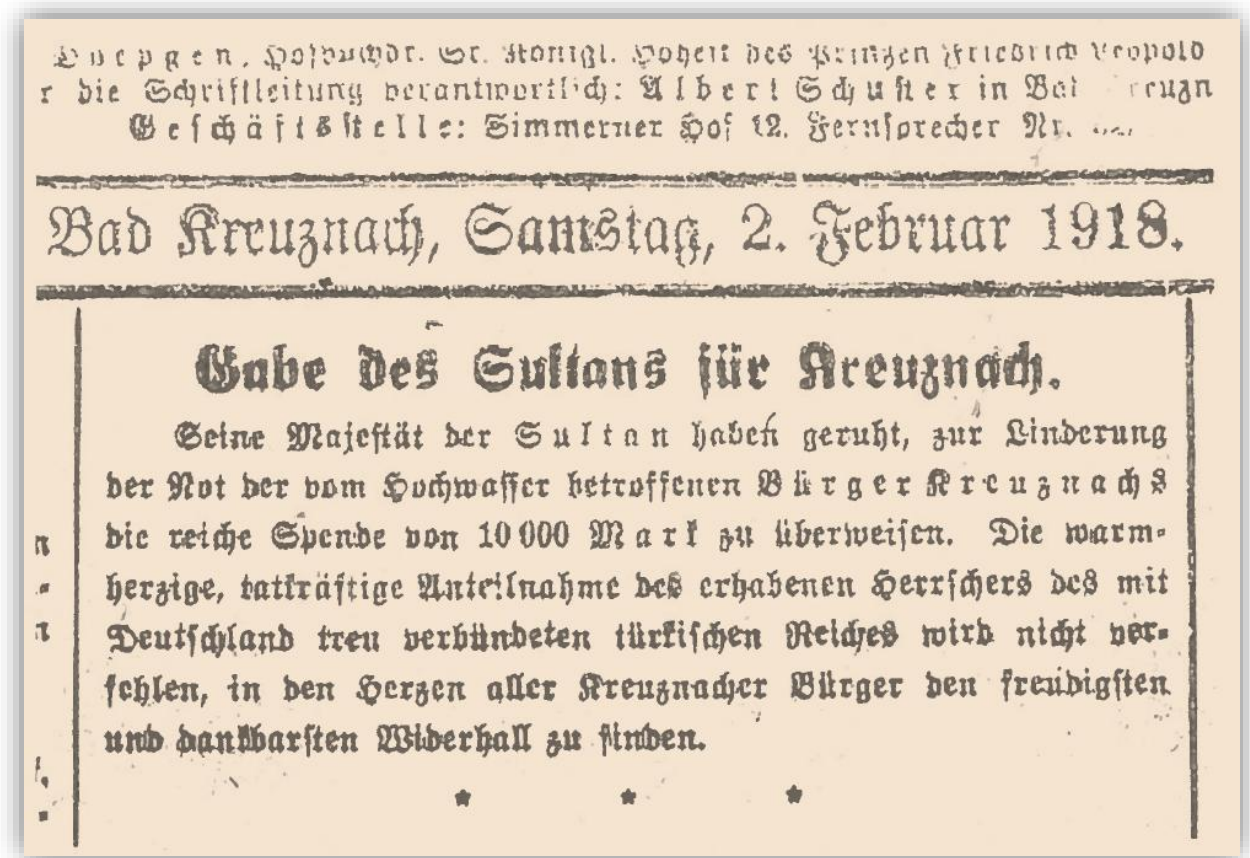 Hofbuchdr. Sr. Königl. Hoheit des Prinzen Friedrich Leopold
r die Schriftleitung verantwortlich: Albert Schuster in Bad
Geschäftsstelle: Simmerner Hof 12. Fernsprecher Nr.
Bad Kreuznach, Samstag, 2. Februar 1918.
Gabe des Sultans für Kreuznach.
Seine Majestät der Sultan haben geruht, zur Linderung
der Not der vom Hochwasser betroffenen Bürger Kreuznachs
die reiche Spende von 10 000 Mark zu überweisen. Die warm-
herzige, tatkräftige Anteilnahme des erhabenen Herrschers des mit
Deutschland treu verbündeten türkischen Reiches wird nicht ver-
fehlen, in den Herzen aller Kreuznacher Bürger den freudigsten
und dankbarsten Widerhall zu finden.
* * *